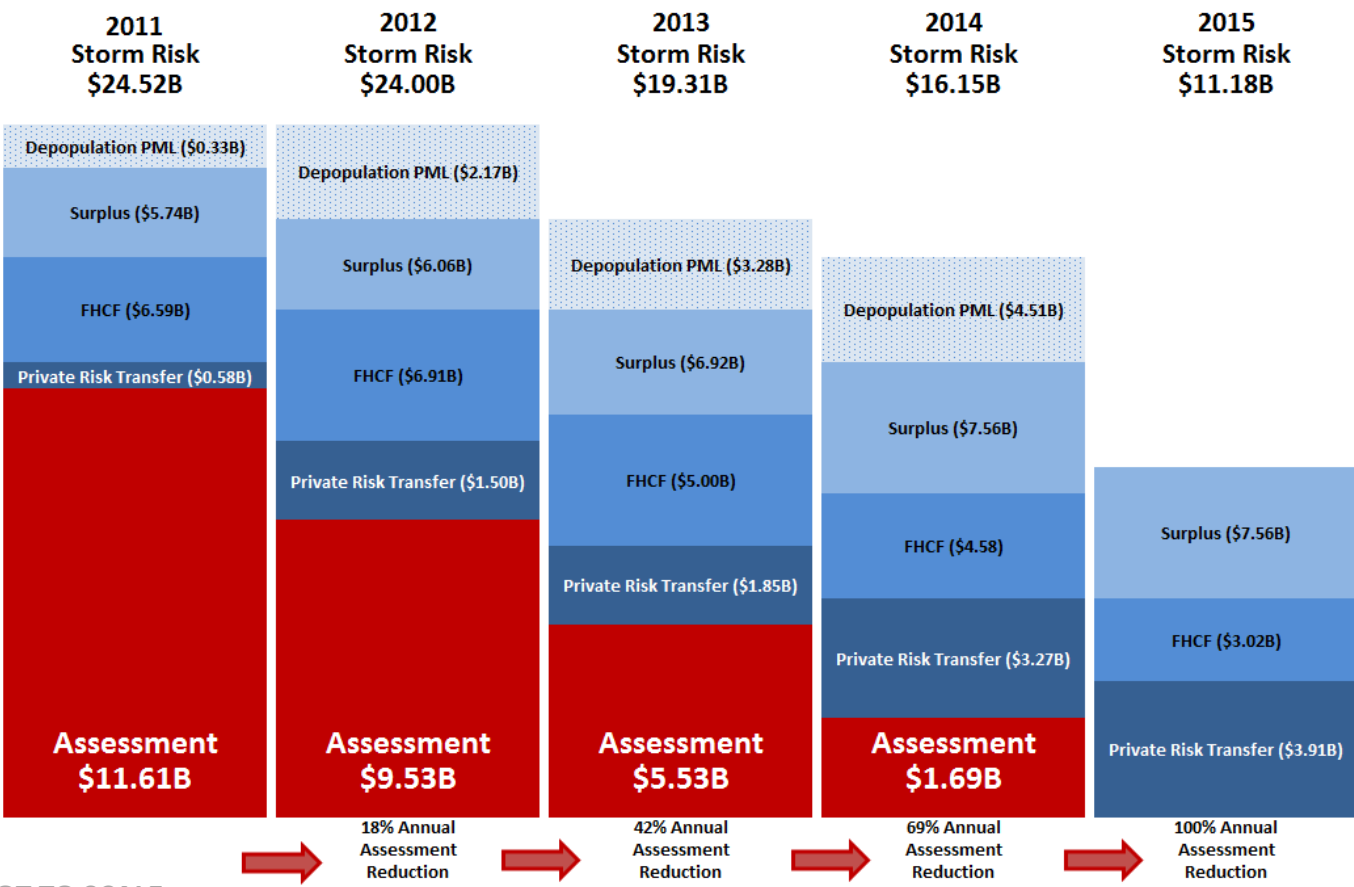 2011
Storm Risk
$24.52B
2012
Storm Risk
$24.00B
2013
Storm Risk
$19.31B
2014
Storm Risk
$16.15B
2015
Storm Risk
$11.18B
Depopulation PML ($0.33B)
Surplus ($5.74B)
FHCF ($6.59B)
Private Risk Transfer ($0.58B)
Assessment
$11.61B
Depopulation PML ($2.17B)
Surplus ($6.06B)
FHCF ($6.91B)
Private Risk Transfer ($1.50B)
Assessment
$9.53B
Depopulation PML ($3.28B)
Surplus ($6.92B)
FHCF ($5.00B)
Private Risk Transfer ($1.85B)
Assessment
$5.53B
Depopulation PML ($4.51B)
Surplus ($7.56B)
FHCF ($4.58)
Private Risk Transfer ($3.27B)
Assessment
$1.69B
Surplus ($7.56B)
FHCF ($3.02B)
Private Risk Transfer ($3.91B)
18% Annual
Assessment
Reduction
42% Annual
Assessment
Reduction
69% Annual
Assessment
Reduction
100% Annual
Assessment
Reduction